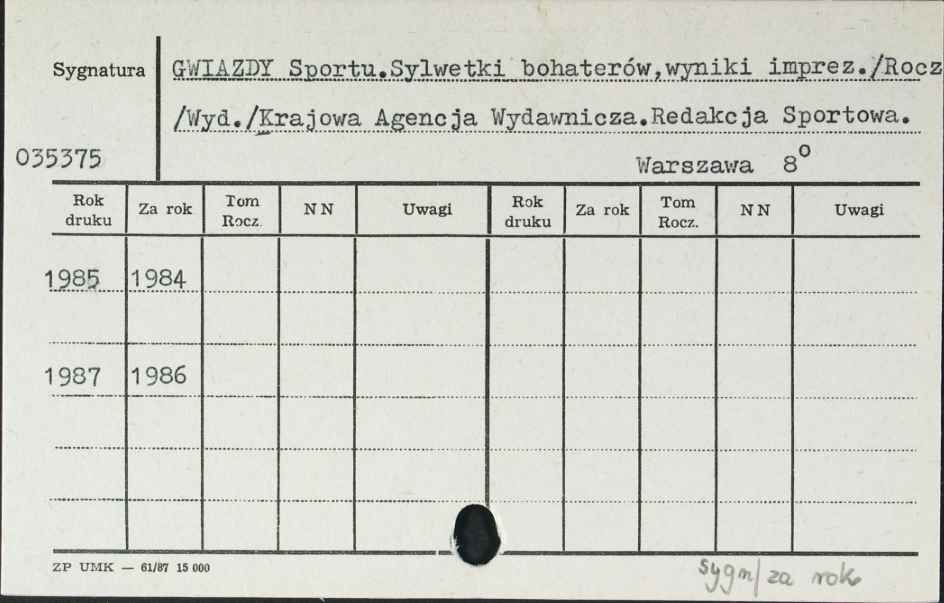 Sygnatura
GWIAZDY Sportu.Sylwetki bohaterów,wyniki imprez./Rocz
/Wyd./Krajowa Agencja Wydawnicza.Redakcja Sportowa.
035375
Warszawa 8°
Rok druku Za rok Tom Rocz. NN Uwagi Rok druku Za rok Tom Rocz. NN Uwagi
1985 1984
1987 1986
ZP UMK — 61/87 15 000
sygn/za rok